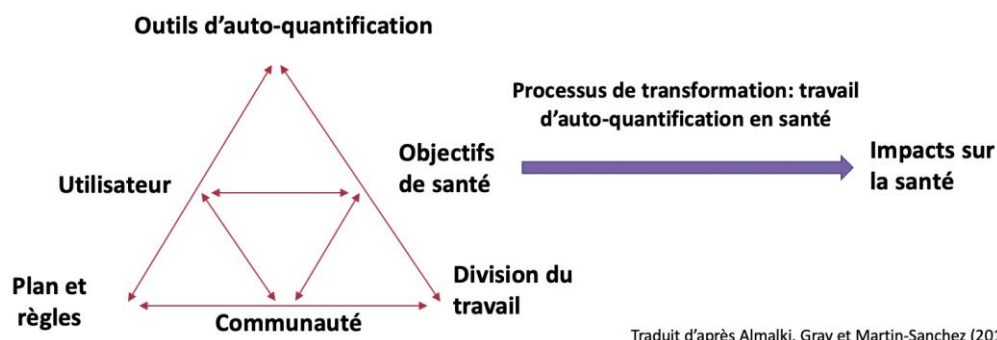 Outils d'auto-quantification
Processus de transformation: travail
d'auto-quantification en santé
Objectifs
de santé
Impacts sur
la santé
Utilisateur
Plan et
règles
Division du
travail
Communauté
Traduit d'après Almalki, Gray et Martin-Sanchez (201